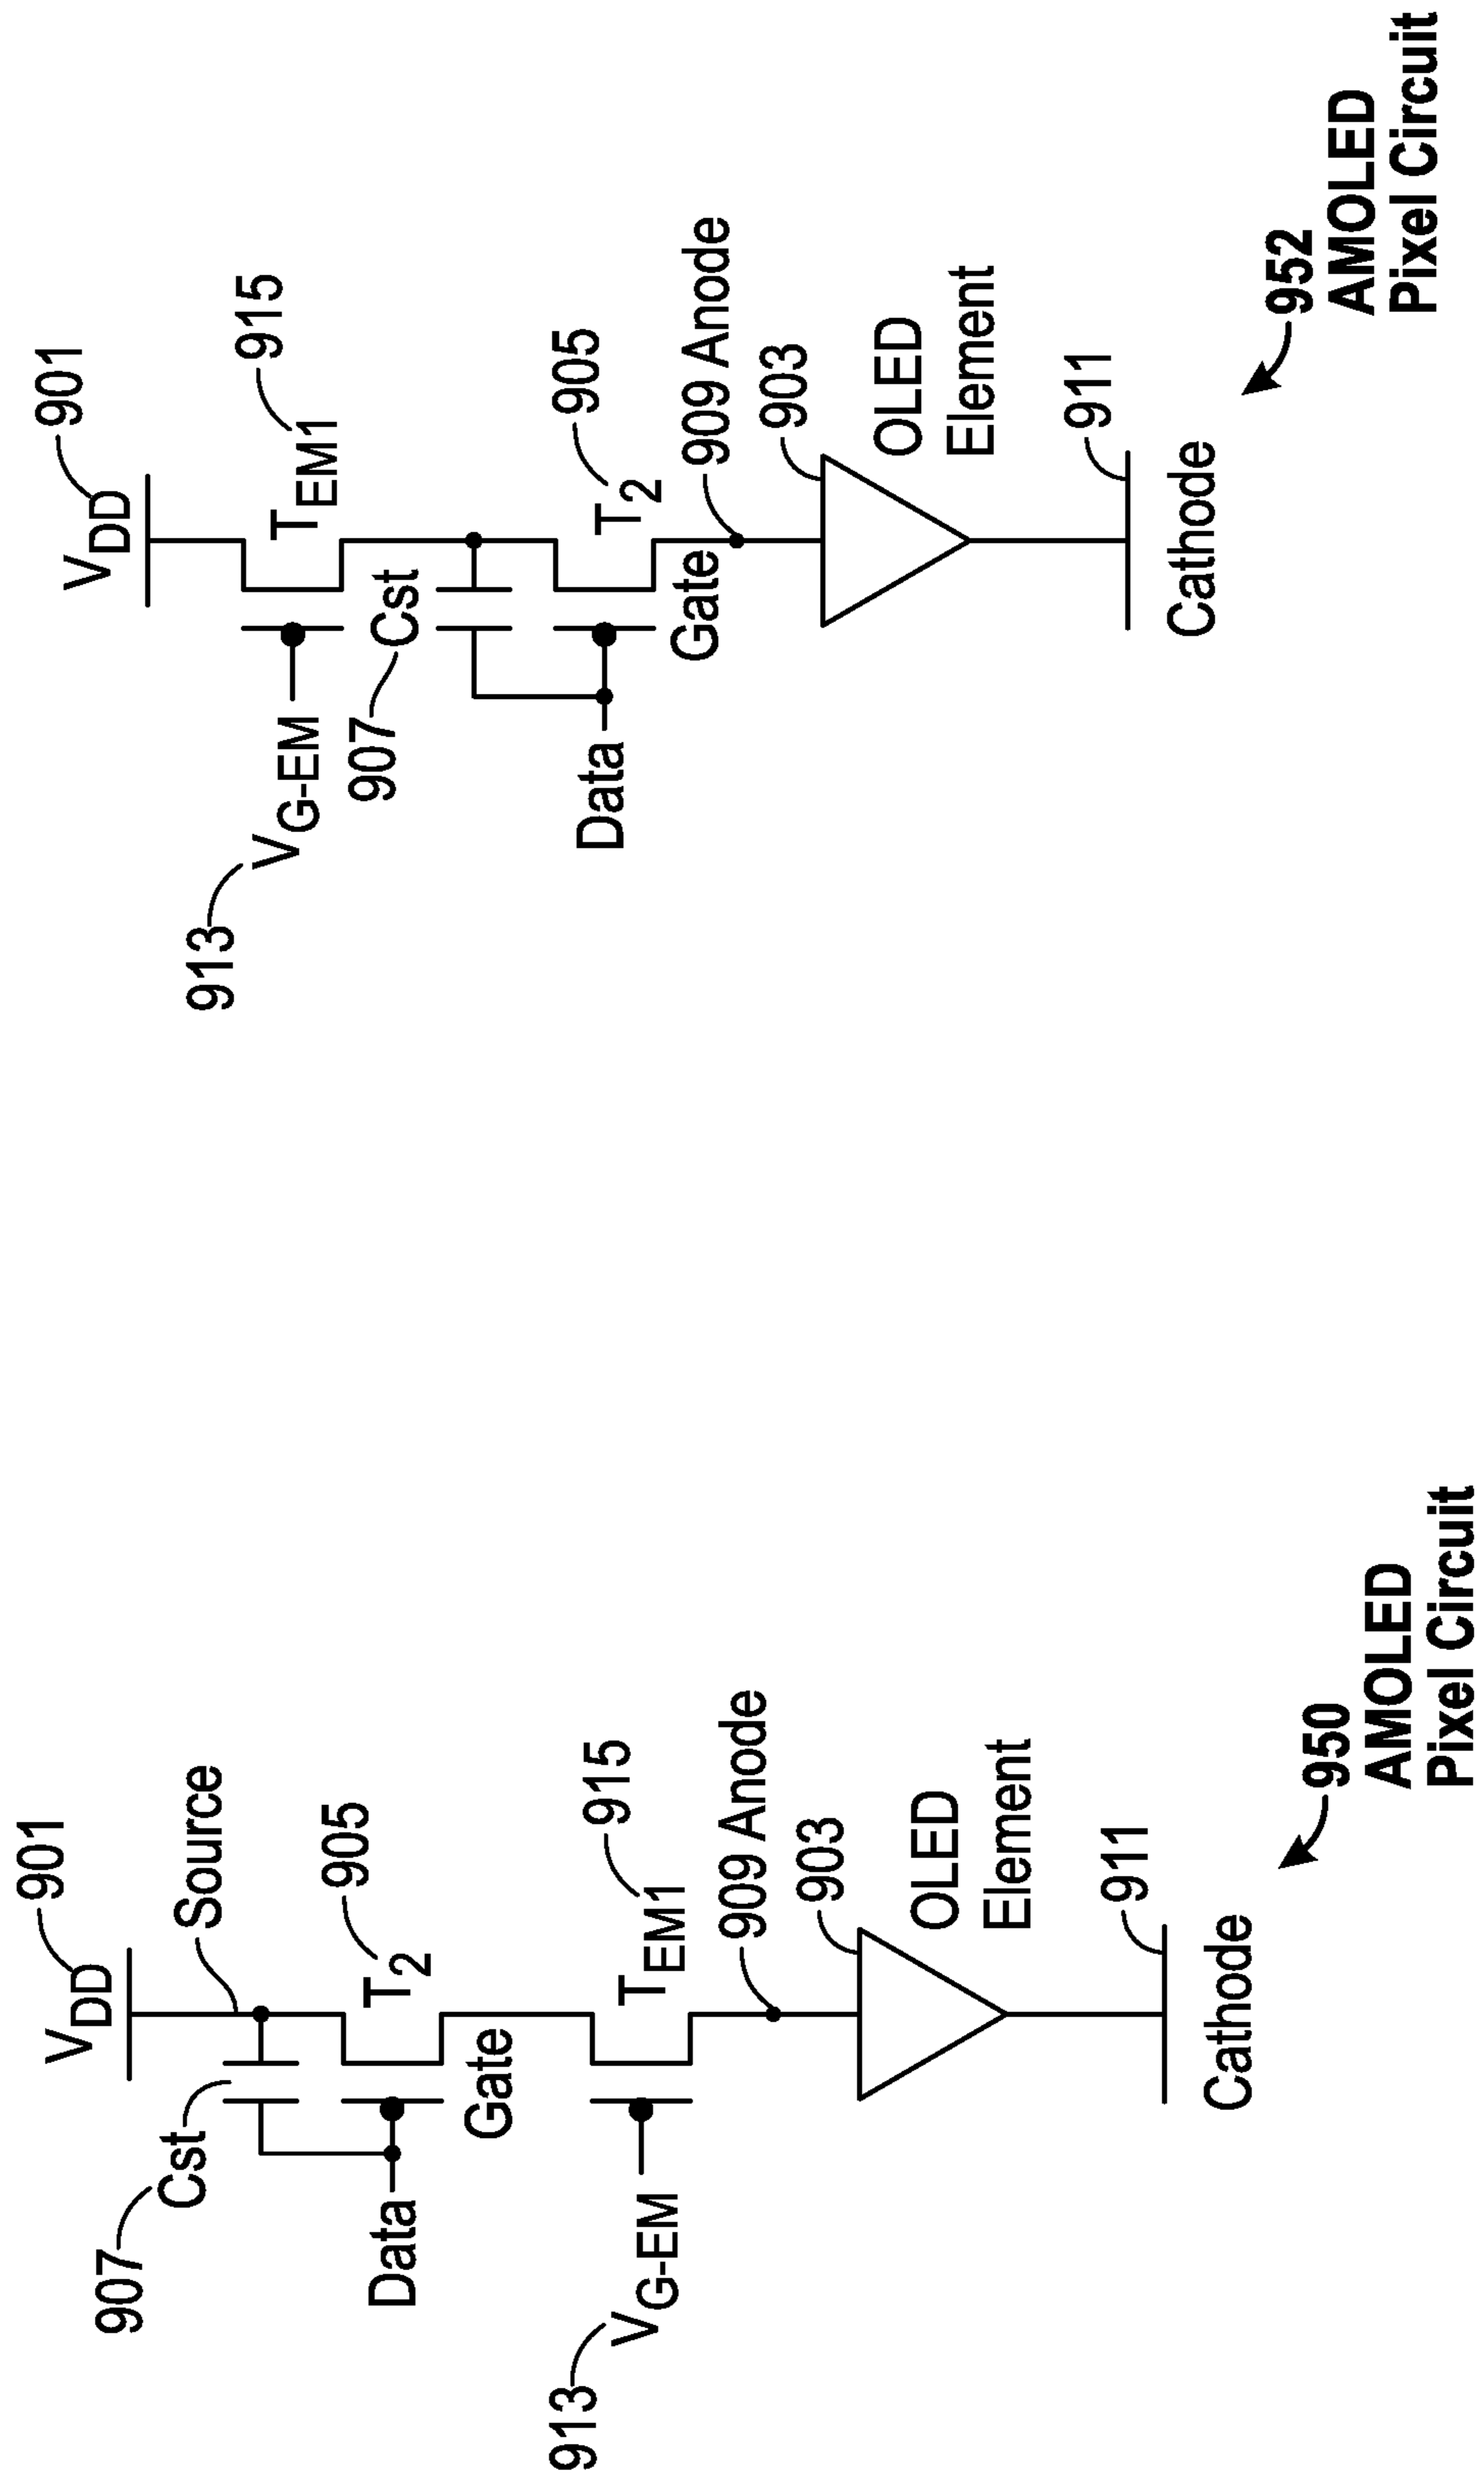 901
V_DD
Source
907
Cst
905
T_2
Data
Gate
915
T_EM1
913
V_G-EM
909 Anode
903
OLED
Element
911
Cathode
950
AMOLED
Pixel Circuit
901
V_DD
915
T_EM1
913
V_G-EM
907
Cst
905
T_2
Data
Gate
909 Anode
903
OLED
Element
911
Cathode
952
AMOLED
Pixel Circuit